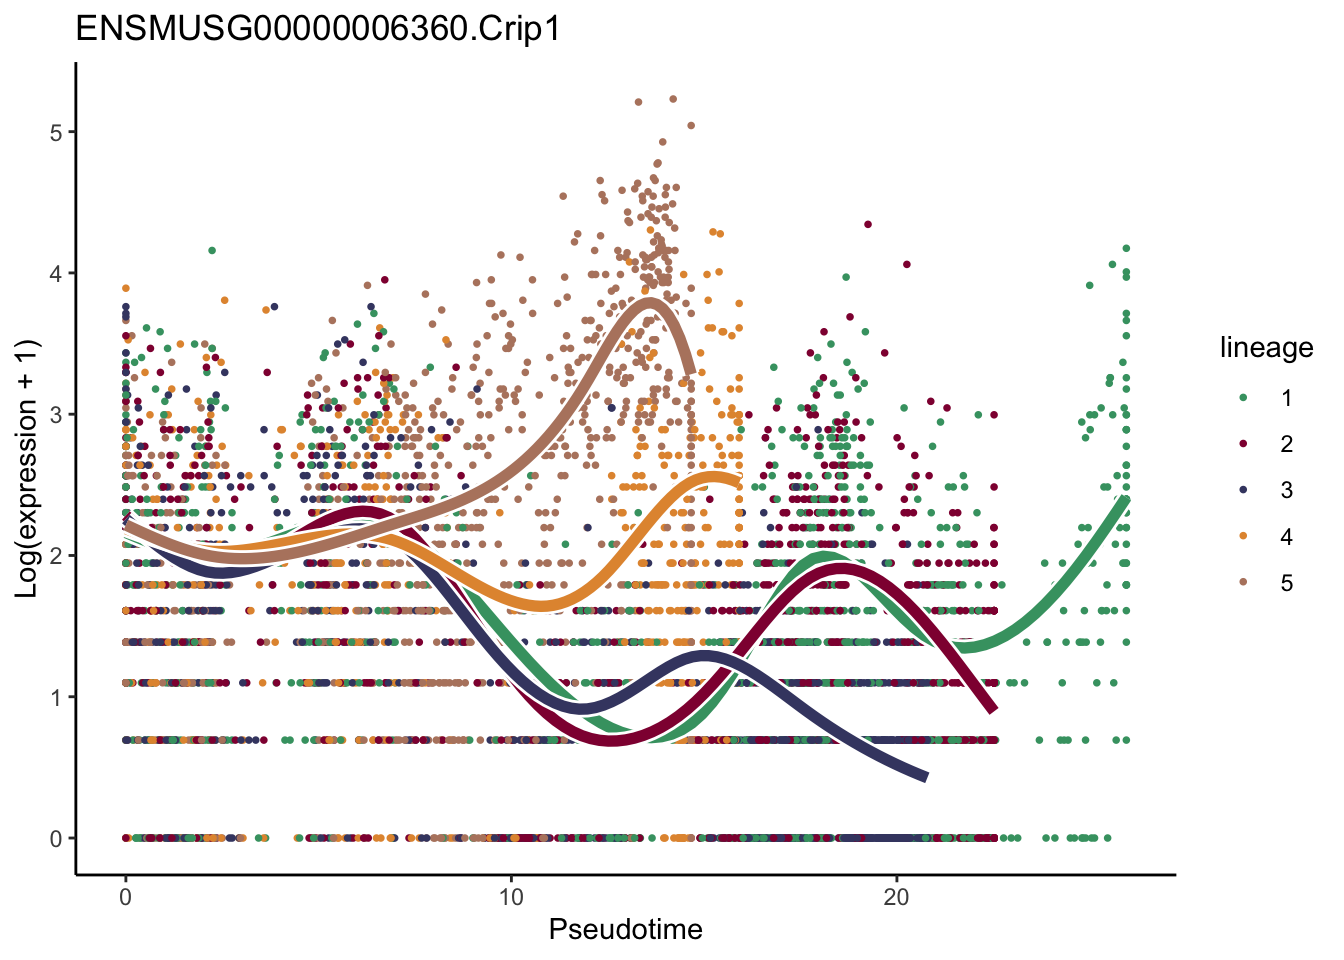 ENSMUSG00000006360.Crip1
Log(expression + 1)
5
4
3
2
1
0
0 10 20
Pseudotime
lineage
1
2
3
4
5